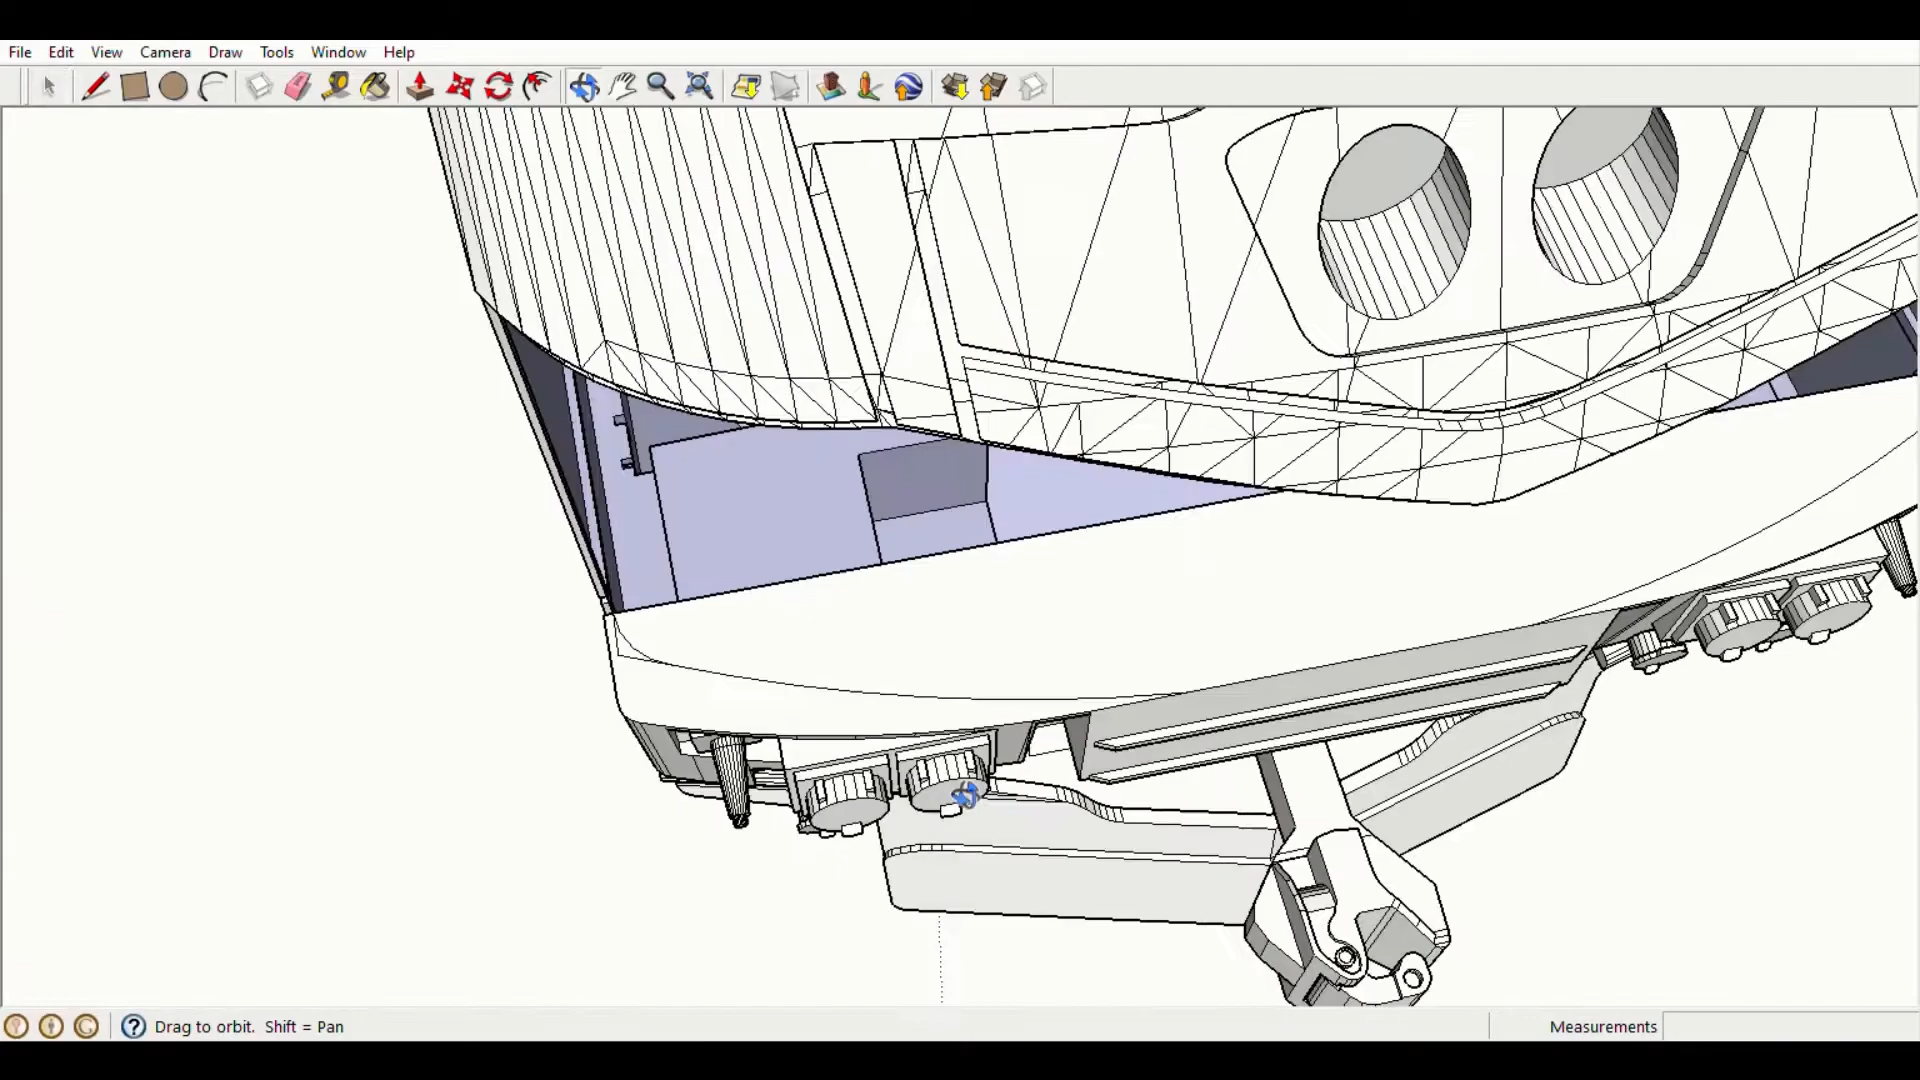 File Edit View Camera Draw Tools Window Help
Drag to orbit. Shift = Pan
Measurements